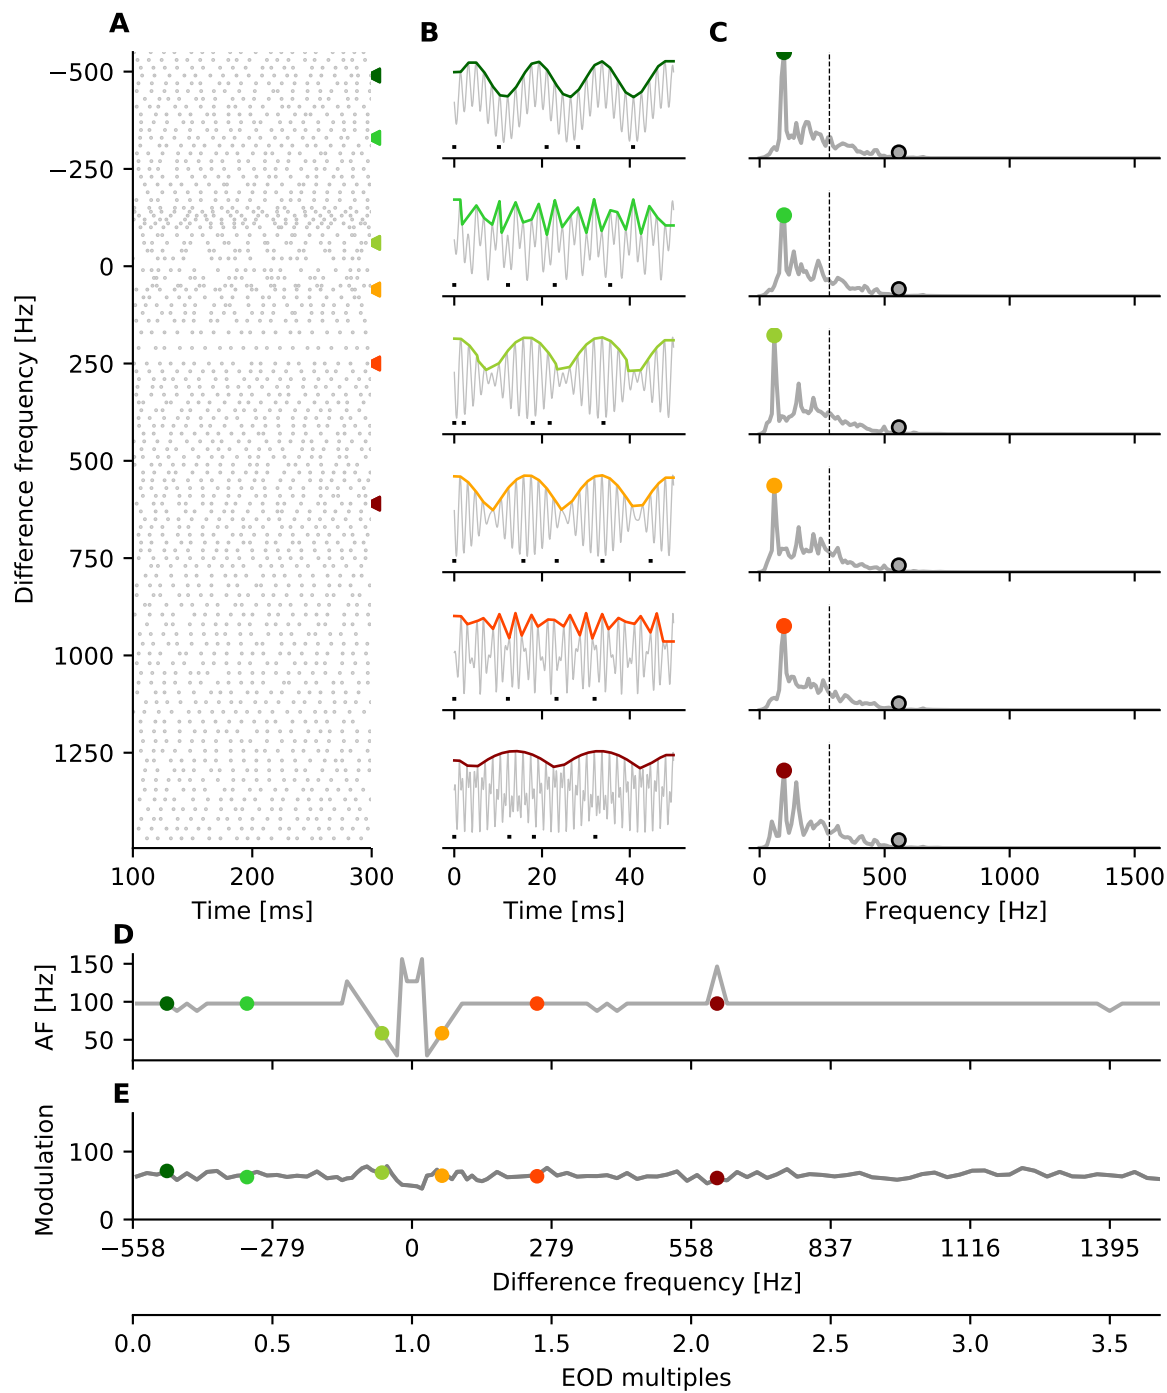 A
B
C
−500
−250
0
250
500
750
1000
1250
Difference frequency [Hz]
100 200 300
Time [ms]
0 20 40
Time [ms]
0 500 1000 1500
Frequency [Hz]
D
150
100
50
AF [Hz]
E
100
0
Modulation
−558 −279 0 279 558 837 1116 1395
Difference frequency [Hz]
0.0 0.5 1.0 1.5 2.0 2.5 3.0 3.5
EOD multiples